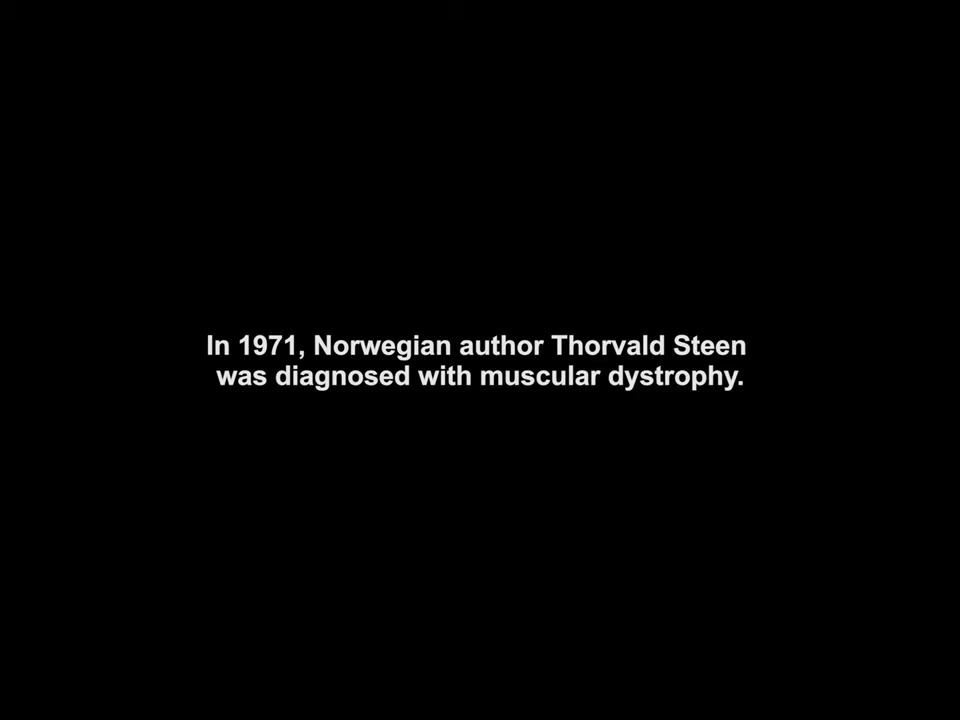 In 1971, Norwegian author Thorvald Steen
was diagnosed with muscular dystrophy.